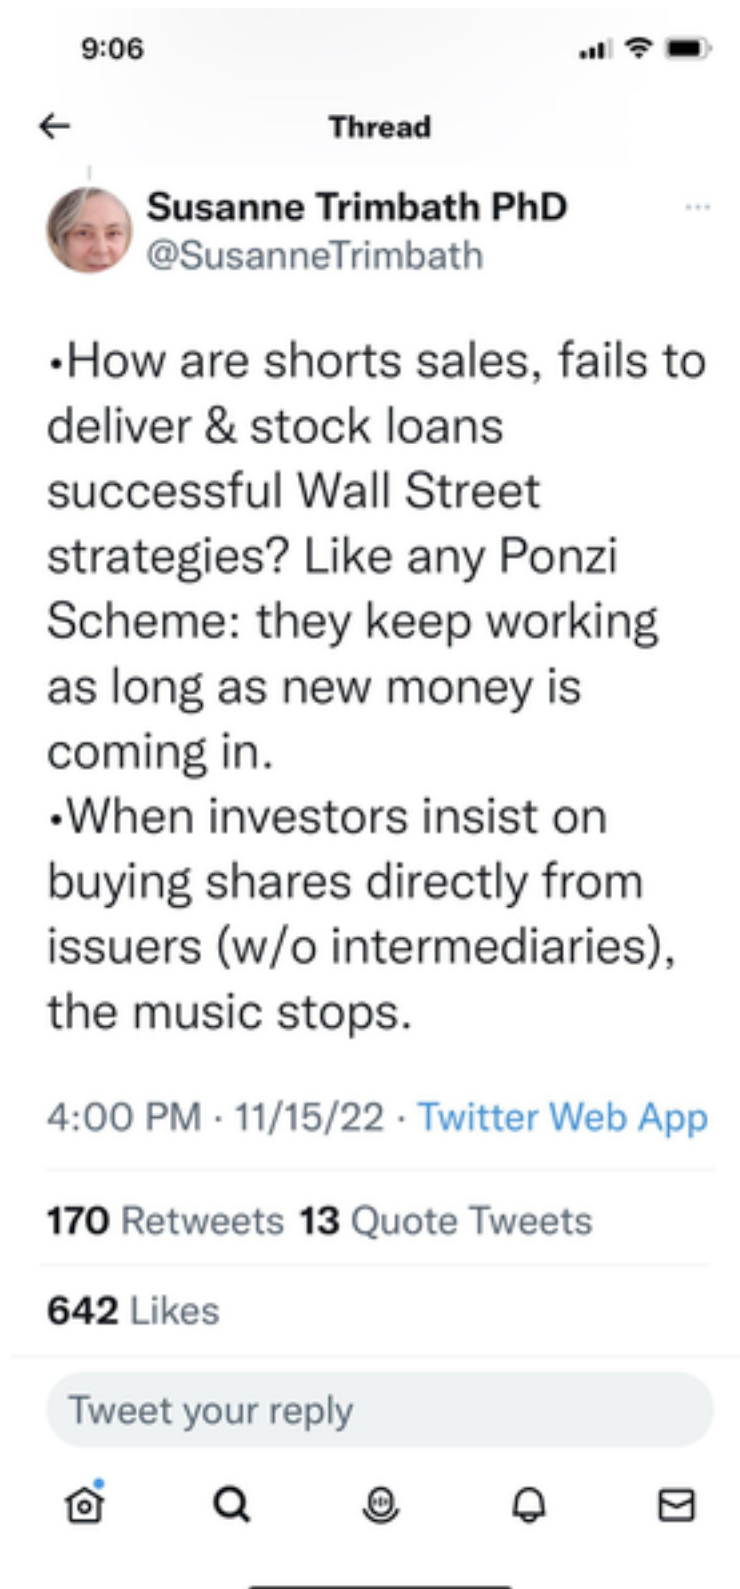 9:06
Thread
Susanne Trimbath PhD
@SusanneTrimbath
•How are shorts sales, fails to
deliver & stock loans
successful Wall Street
strategies? Like any Ponzi
Scheme: they keep working
as long as new money is
coming in.
•When investors insist on
buying shares directly from
issuers (w/o intermediaries),
the music stops.
4:00 PM · 11/15/22 · Twitter Web App
170 Retweets 13 Quote Tweets
642 Likes
Tweet your reply